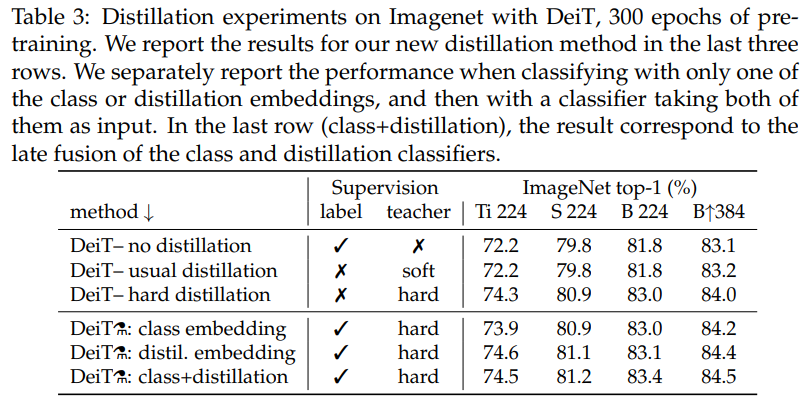 Table 3: Distillation experiments on Imagenet with DeiT, 300 epochs of pre-
training. We report the results for our new distillation method in the last three
rows. We separately report the performance when classifying with only one of
the class or distillation embeddings, and then with a classifier taking both of
them as input. In the last row (class+distillation), the result correspond to the
late fusion of the class and distillation classifiers.
Supervision ImageNet top-1 (%)
method ↓ label teacher Ti 224 S 224 B 224 B↑384
DeiT– no distillation ✓ ✗ 72.2 79.8 81.8 83.1
DeiT– usual distillation ✗ soft 72.2 79.8 81.8 83.2
DeiT– hard distillation ✗ hard 74.3 80.9 83.0 84.0
DeiT⚗: class embedding ✓ hard 73.9 80.9 83.0 84.2
DeiT⚗: distil. embedding ✓ hard 74.6 81.1 83.1 84.4
DeiT⚗: class+distillation ✓ hard 74.5 81.2 83.4 84.5